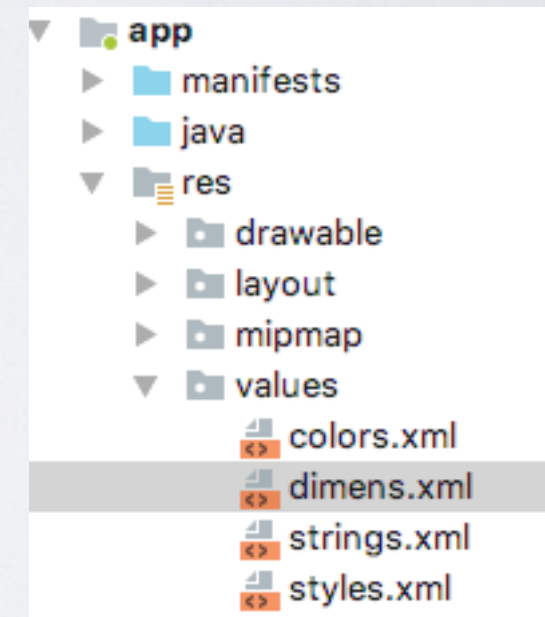 app
manifests
java
res
drawable
layout
mipmap
values
colors.xml
dimens.xml
strings.xml
styles.xml